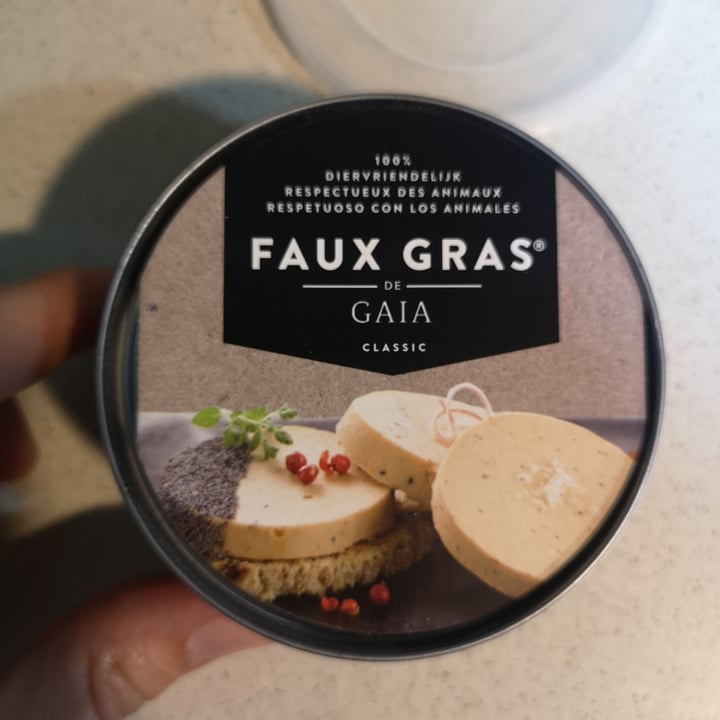 100%
DIERVRIENDELIJK
RESPECTUEUX DES ANIMAUX
RESPETUOSO CON LOS ANIMALES
FAUX GRAS®
DE
GAIA
CLASSIC